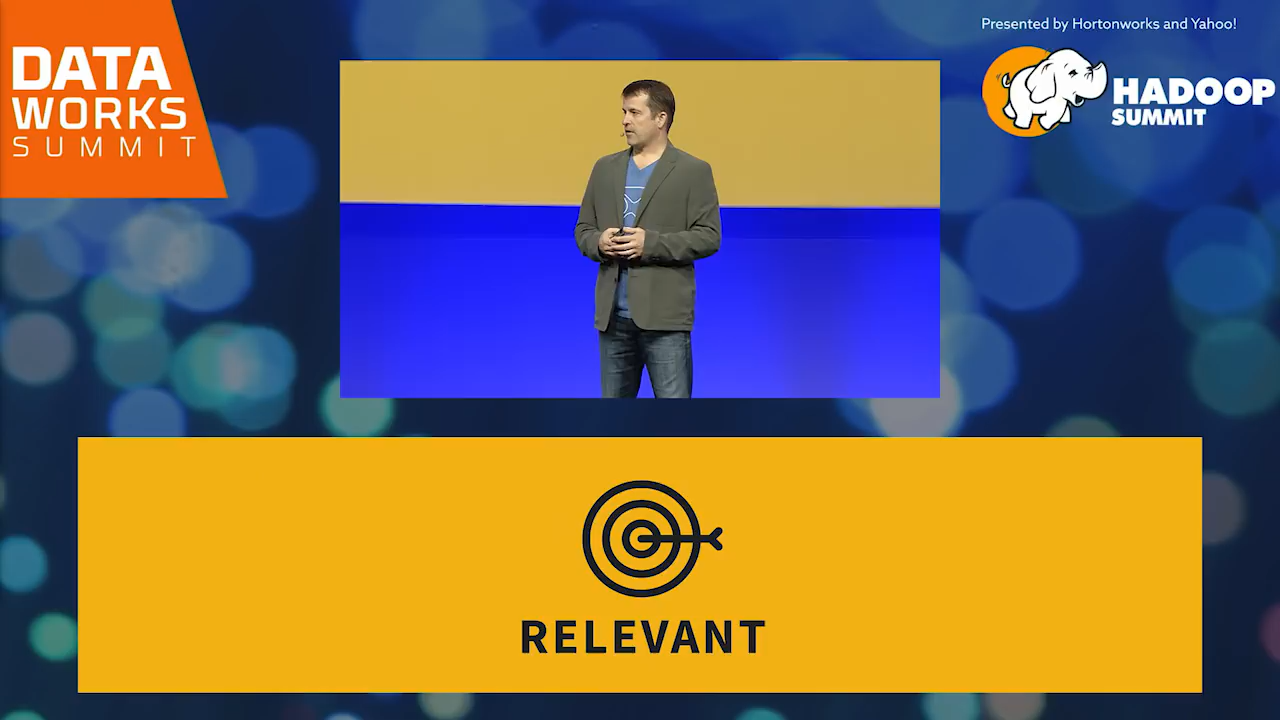 DATA
WORKS
SUMMIT
Presented by Hortonworks and Yahoo!
HADOOP
SUMMIT
RELEVANT